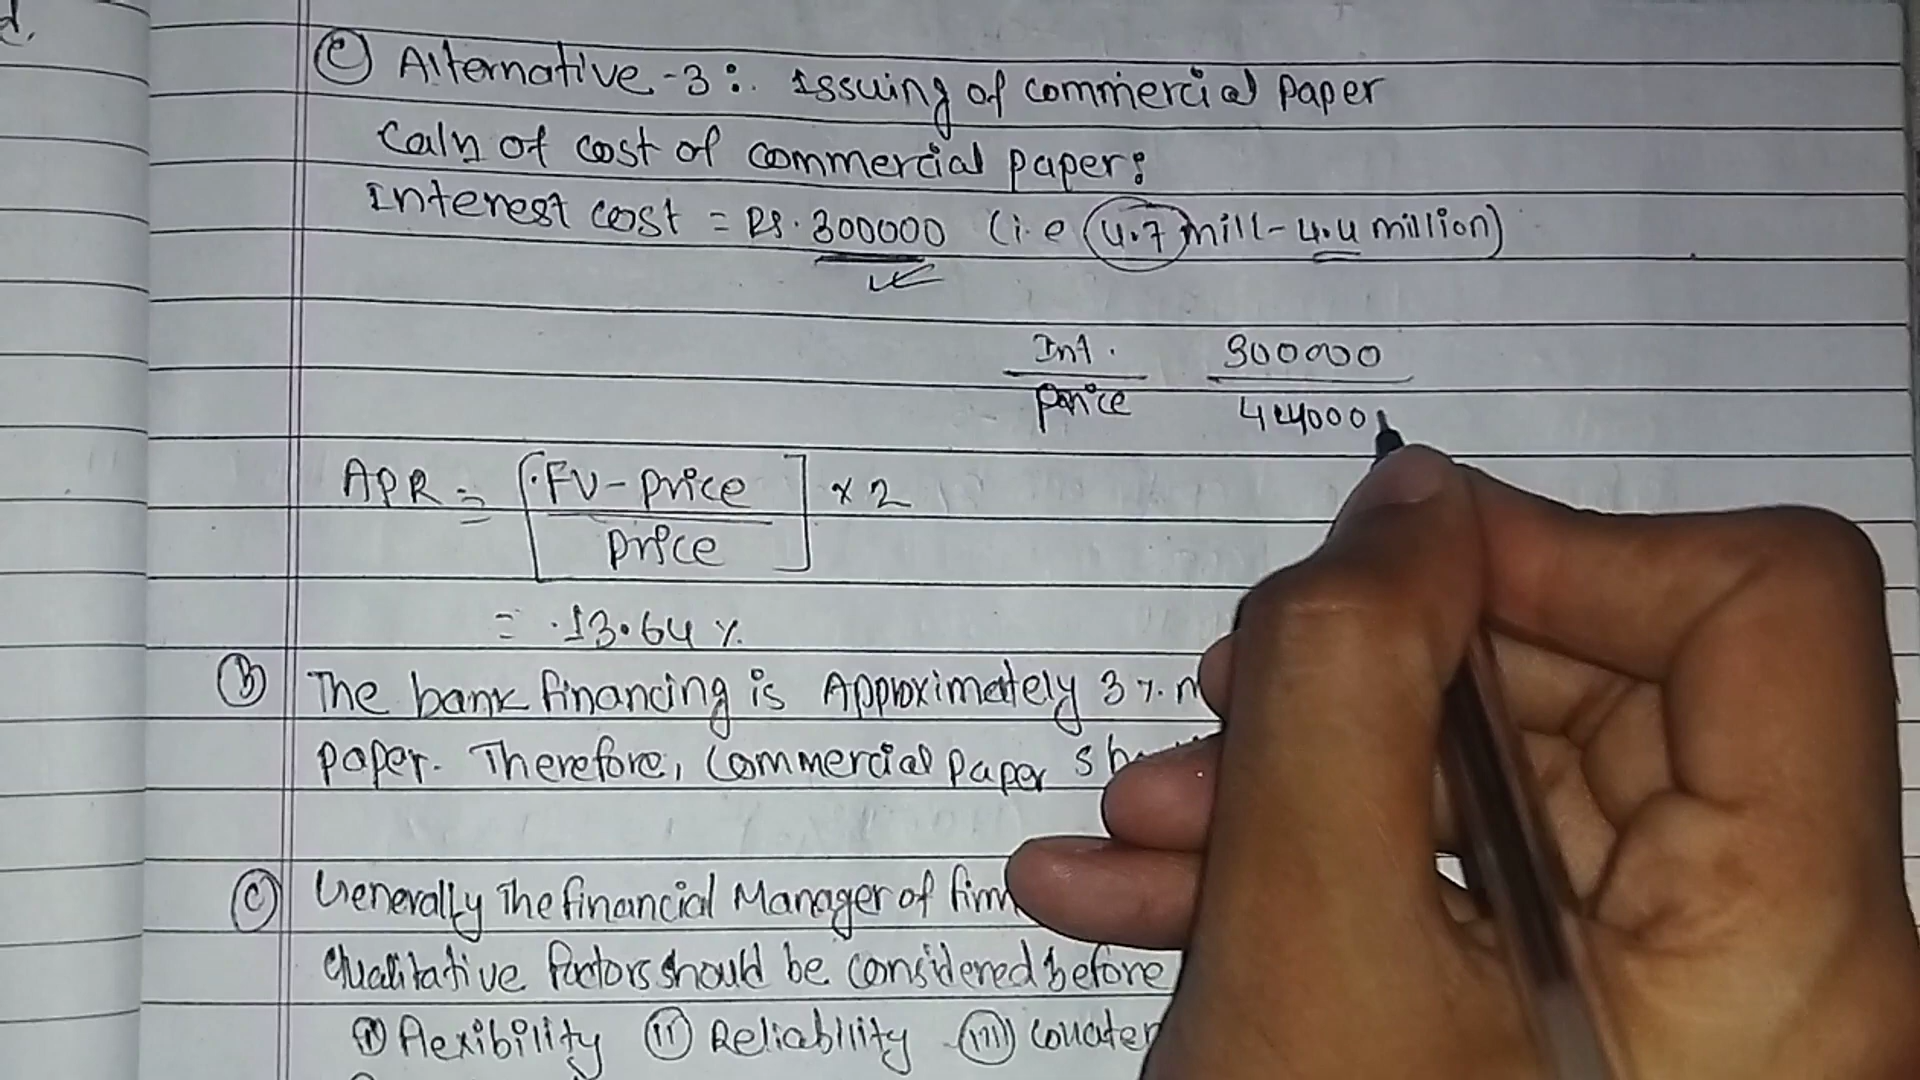 d.
(c) Alternative-3: Issuing of commercial paper
Caln of cost of commercial paper:
Interest cost = Rs. 300000 (i.e 4.7 mill - 4.4 million)
Int. 300000
price 44000
APR = [FV - price / price] × 2
= 13.64 %
(b) The bank financing is Approximately 3 %
paper. Therefore, Commercial paper
(c) Generally The financial Manager of firm
Qualitative factors should be considered before
(i) flexibility (ii) Reliability (iii)